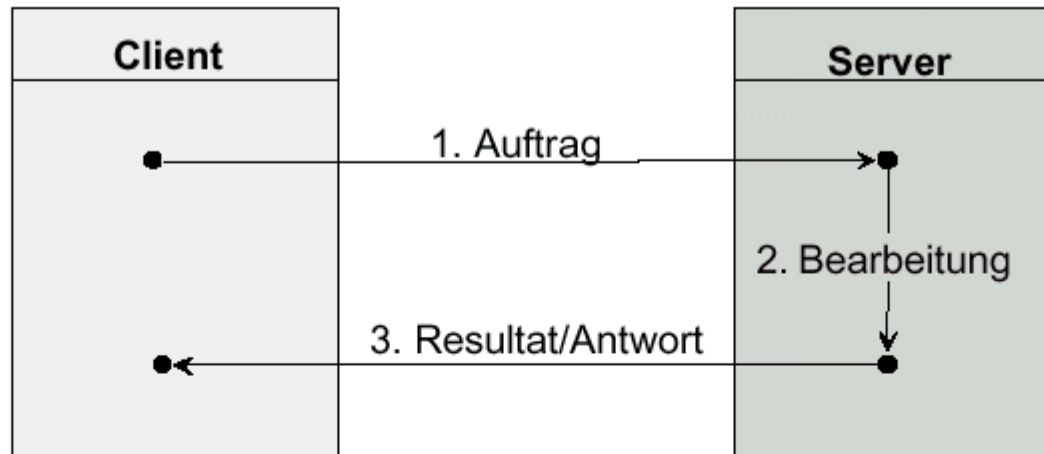 Client
Server
1. Auftrag
2. Bearbeitung
3. Resultat/Antwort